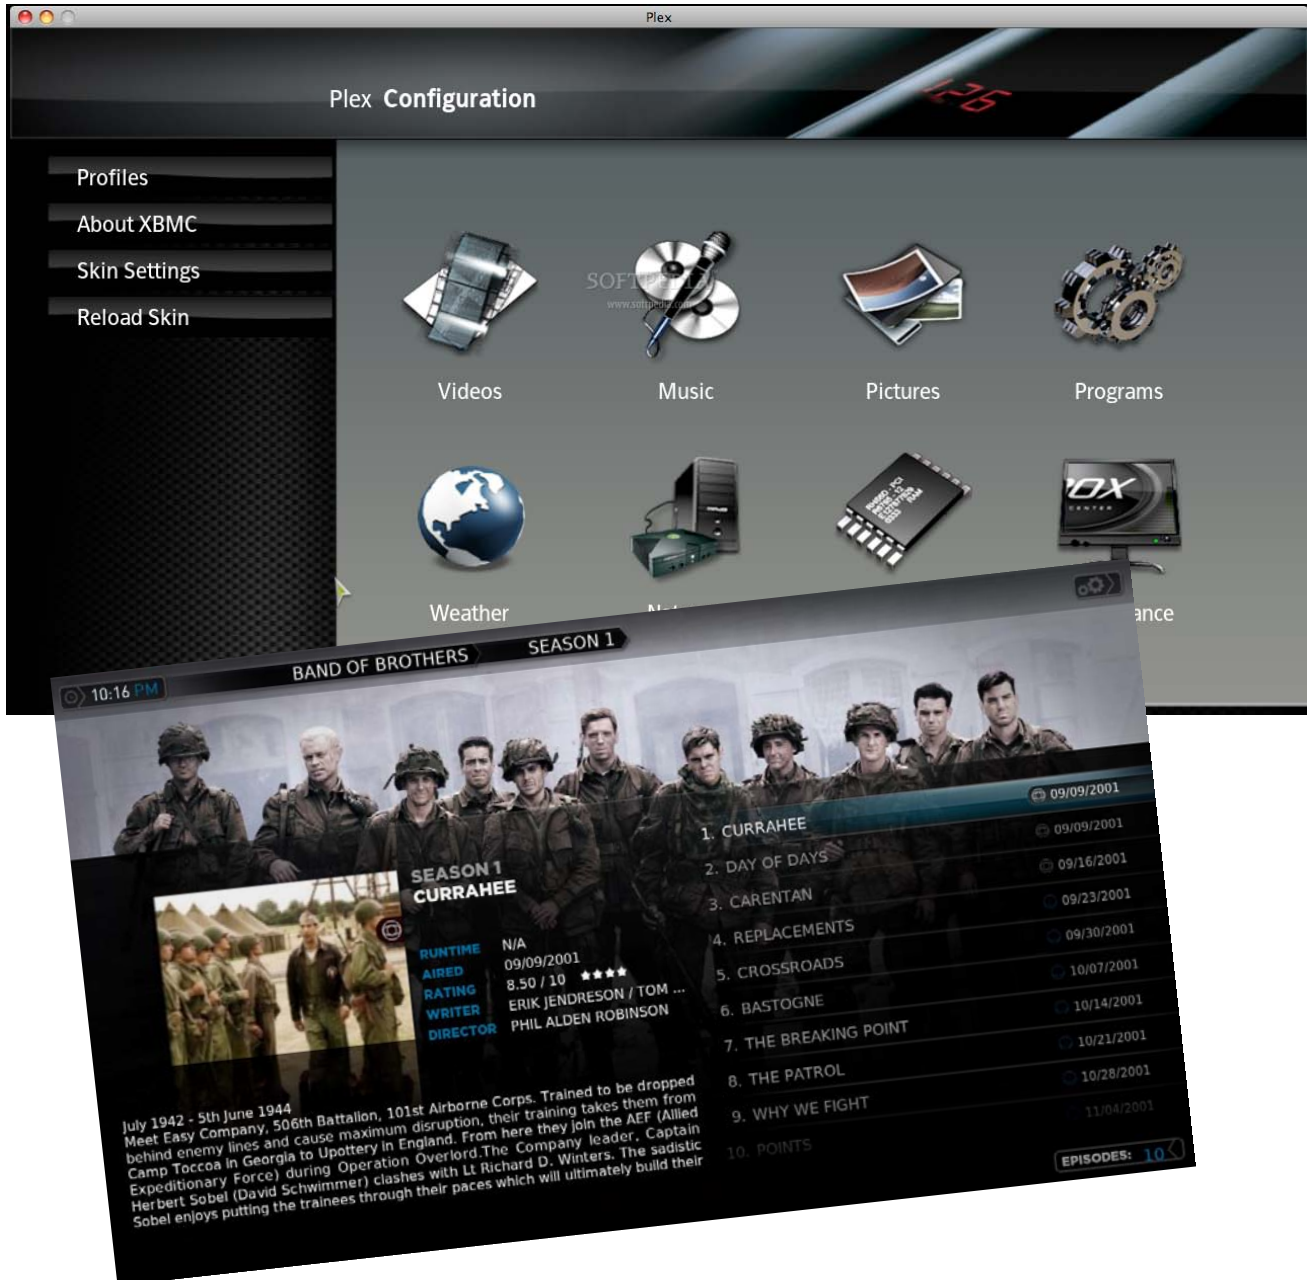 Plex
Plex Configuration
1:26
Profiles
About XBMC
Skin Settings
Reload Skin
SOFTPEDIA
www.softpedia.com
Videos
Music
Pictures
Programs
CENTER
Weather
10:16 PM
BAND OF BROTHERS
SEASON 1
SEASON 1
CURRAHEE
RUNTIME N/A
AIRED 09/09/2001
RATING 8.50 / 10 ★★★★
WRITER ERIK JENDRESON / TOM ...
DIRECTOR PHIL ALDEN ROBINSON
July 1942 - 5th June 1944
Meet Easy Company, 506th Battalion, 101st Airborne Corps. Trained to be dropped
behind enemy lines and cause maximum disruption, their training takes them from
Camp Toccoa in Georgia to Upottery in England. From here they join the AEF (Allied
Expeditionary Force) during Operation Overlord.The Company leader, Captain
Herbert Sobel (David Schwimmer) clashes with Lt Richard D. Winters. The sadistic
Sobel enjoys putting the trainees through their paces which will ultimately build their
1. CURRAHEE 09/09/2001
2. DAY OF DAYS 09/09/2001
3. CARENTAN 09/16/2001
4. REPLACEMENTS 09/23/2001
5. CROSSROADS 09/30/2001
6. BASTOGNE 10/07/2001
7. THE BREAKING POINT 10/14/2001
8. THE PATROL 10/21/2001
9. WHY WE FIGHT 10/28/2001
10. POINTS 11/04/2001
EPISODES: 10